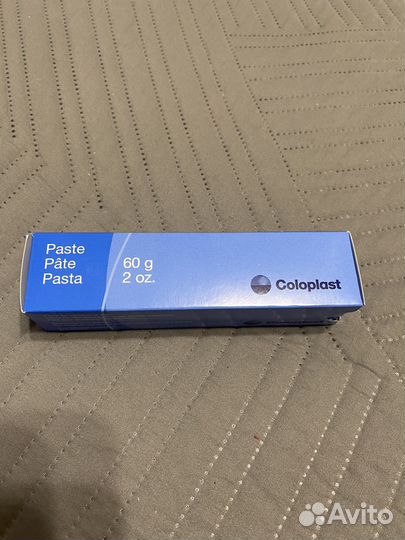 Paste
Pâte
Pasta
60 g
2 oz.
Coloplast
Avito